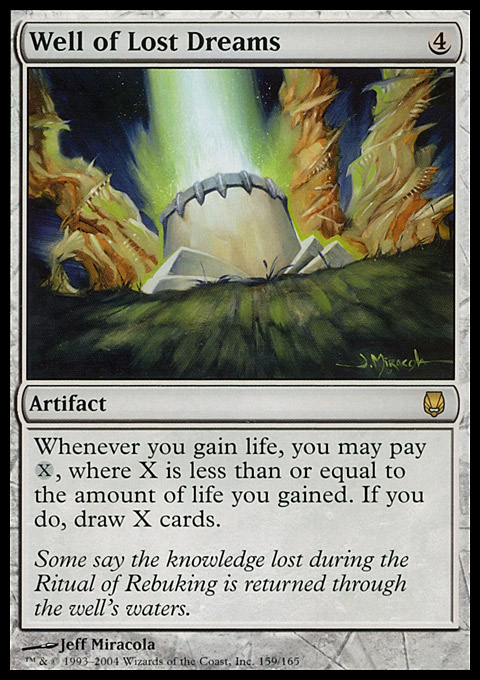 Well of Lost Dreams 4
J. Miracola
Artifact
Whenever you gain life, you may pay
X, where X is less than or equal to
the amount of life you gained. If you
do, draw X cards.
Some say the knowledge lost during the
Ritual of Rebuking is returned through
the well's waters.
Jeff Miracola
™ & © 1993–2004 Wizards of the Coast, Inc. 159/165